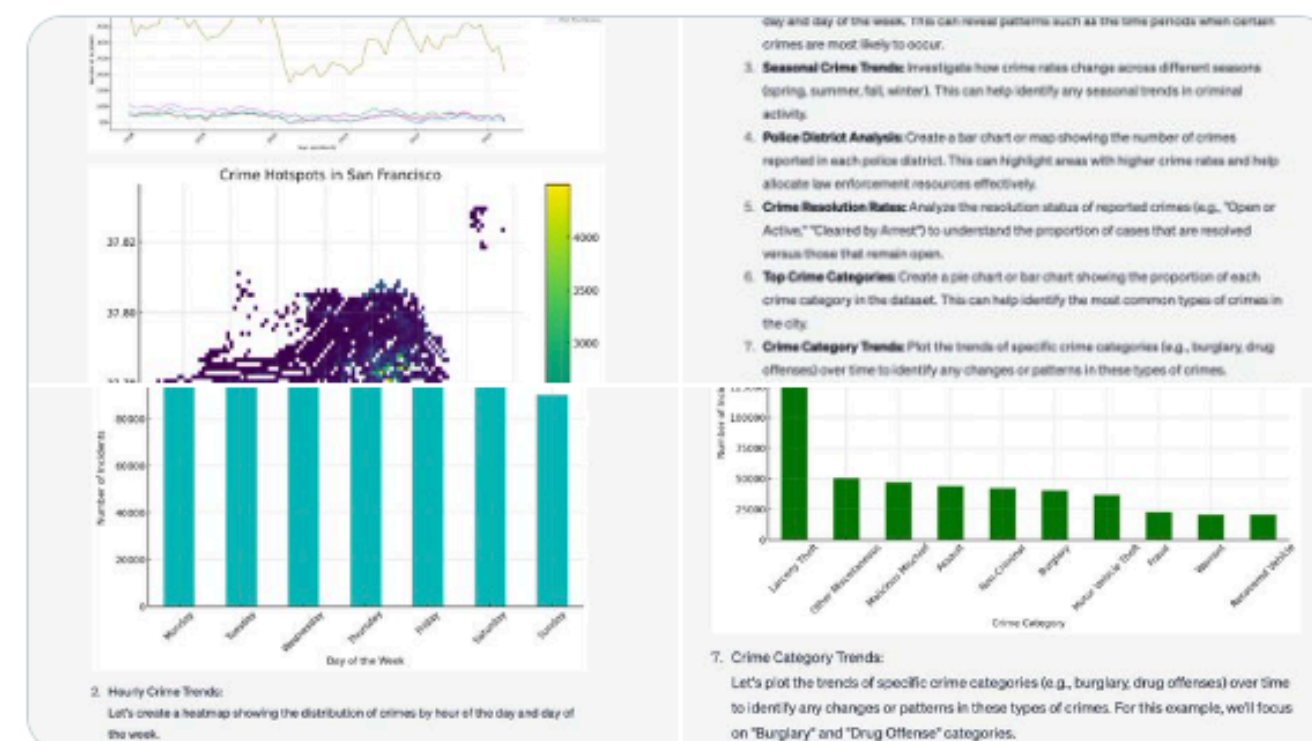 Crime Hotspots in San Francisco
37.82
37.80
4000
3500
3000
day and day of the week. This can reveal patterns such as the time periods when certain
crimes are most likely to occur.
3. Seasonal Crime Trends: Investigate how crime rates change across different seasons
(spring, summer, fall, winter). This can help identify any seasonal trends in criminal
activity.
4. Police District Analysis: Create a bar chart or map showing the number of crimes
reported in each police district. This can highlight areas with higher crime rates and help
allocate law enforcement resources effectively.
5. Crime Resolution Rates: Analyze the resolution status of reported crimes (e.g., "Open or
Active," "Cleared by Arrest") to understand the proportion of cases that are resolved
versus those that remain open.
6. Top Crime Categories: Create a pie chart or bar chart showing the proportion of each
crime category in the dataset. This can help identify the most common types of crimes in
the city.
7. Crime Category Trends: Plot the trends of specific crime categories (e.g., burglary, drug
offenses) over time to identify any changes or patterns in these types of crimes.
Number of Incidents
80000
60000
40000
20000
0
Monday
Tuesday
Wednesday
Thursday
Friday
Saturday
Sunday
Day of the Week
2. Hourly Crime Trends:
Let's create a heatmap showing the distribution of crimes by hour of the day and day of
the week.
Number of
100000
75000
50000
25000
0
Larceny Theft
Other Miscellaneous
Malicious Mischief
Assault
Non-Criminal
Burglary
Motor Vehicle Theft
Fraud
Warrant
Recovered Vehicle
Crime Category
7. Crime Category Trends:
Let's plot the trends of specific crime categories (e.g., burglary, drug offenses) over time
to identify any changes or patterns in these types of crimes. For this example, we'll focus
on "Burglary" and "Drug Offense" categories.